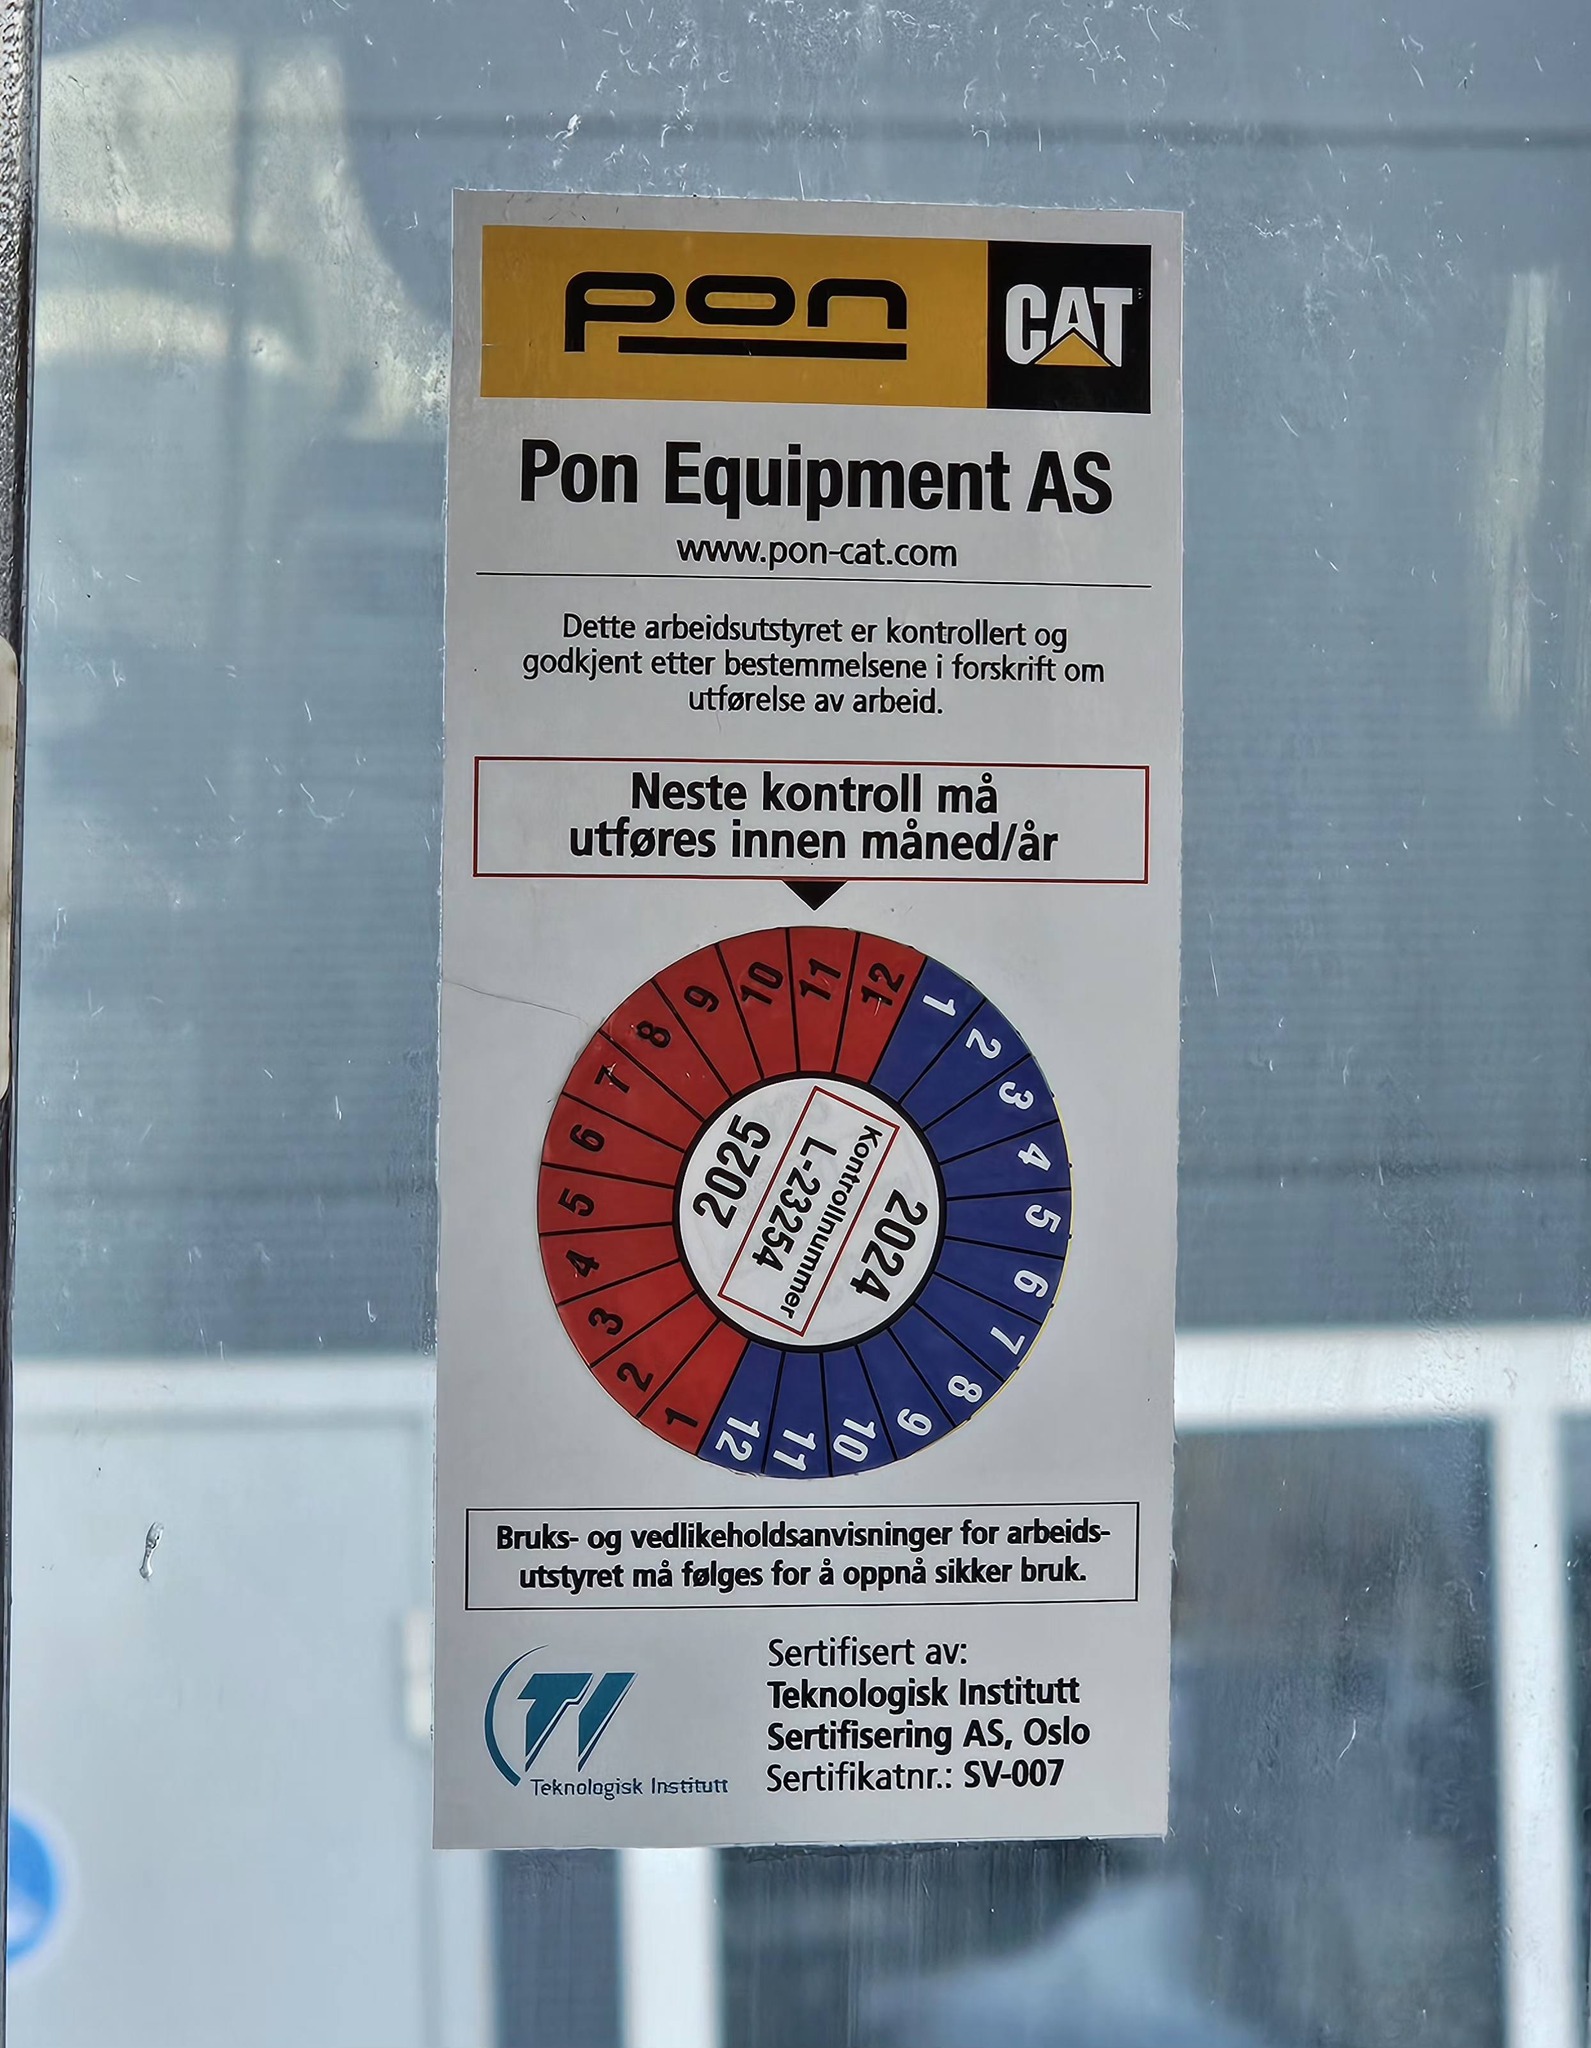 pon CAT
Pon Equipment AS
www.pon-cat.com
Dette arbeidsutstyret er kontrollert og
godkjent etter bestemmelsene i forskrift om
utførelse av arbeid.
Neste kontroll må
utføres innen måned/år
1 2 3 4 5 6 7 8 9 10 11 12
2024
1 2 3 4 5 6 7 8 9 10 11 12
2025
Kontrollnummer
L-23254
Bruks- og vedlikeholdsanvisninger for arbeids-
utstyret må følges for å oppnå sikker bruk.
TI
Teknologisk Institutt
Sertifisert av:
Teknologisk Institutt
Sertifisering AS, Oslo
Sertifikatnr.: SV-007